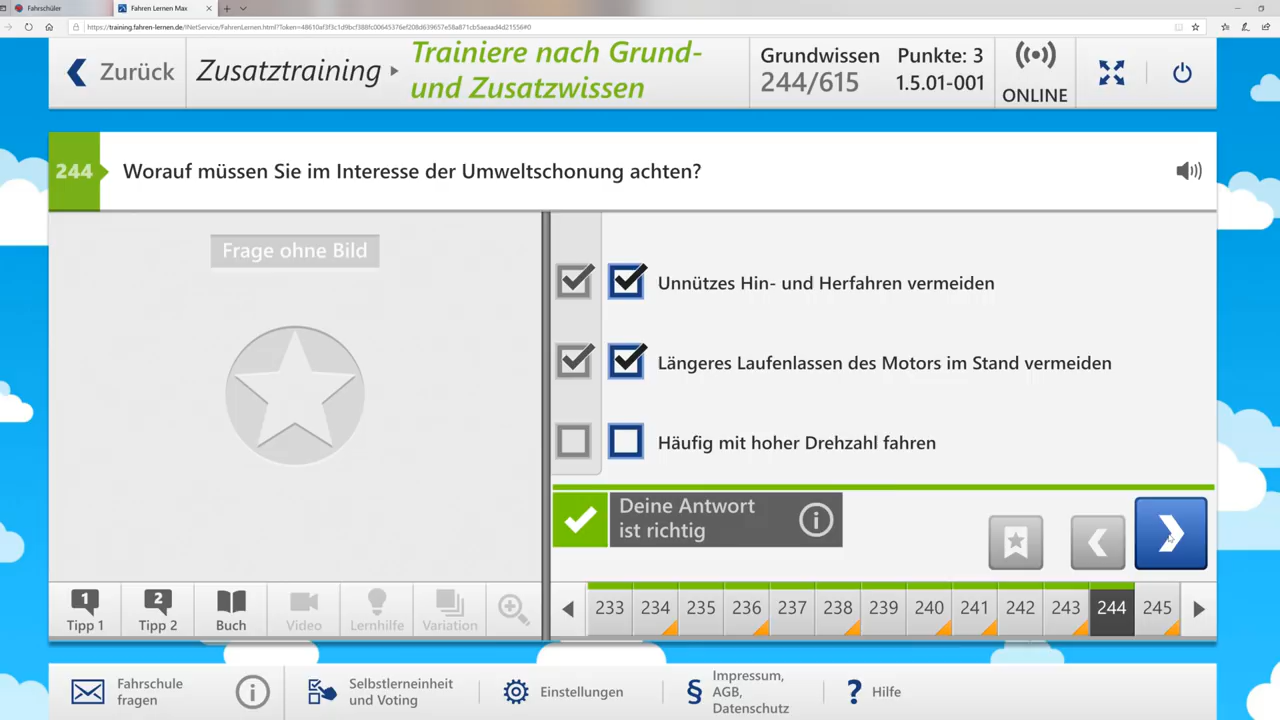 Fahrschüler
Fahren Lernen Max
Zurück
Zusatztraining
Trainiere nach Grund-
und Zusatzwissen
Grundwissen
244/615
Punkte: 3
1.5.01-001
ONLINE
244
Worauf müssen Sie im Interesse der Umweltschonung achten?
Frage ohne Bild
Unnützes Hin- und Herfahren vermeiden
Längeres Laufenlassen des Motors im Stand vermeiden
Häufig mit hoher Drehzahl fahren
Deine Antwort
ist richtig
1
Tipp 1
2
Tipp 2
Buch
Video
Lernhilfe
Variation
233 234 235 236 237 238 239 240 241 242 243 244 245
Fahrschule
fragen
Selbstlerneinheit
und Voting
Einstellungen
§
Impressum,
AGB,
Datenschutz
?
Hilfe